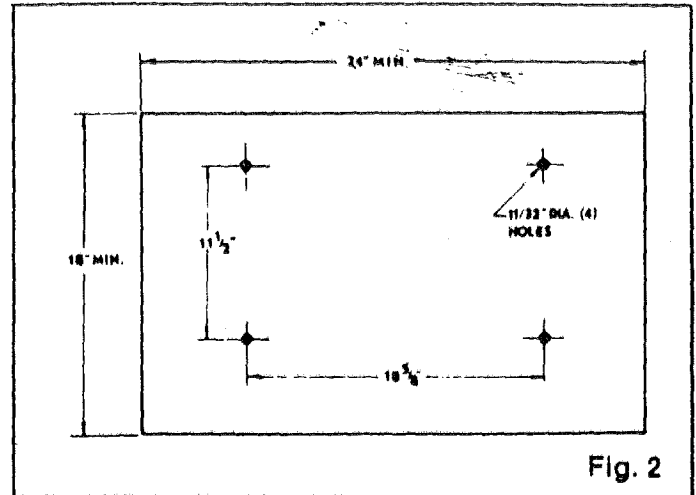 24" MIN.
11/32" DIA. (4)
HOLES
11 1/2"
18" MIN.
18 5/8"
Fig. 2